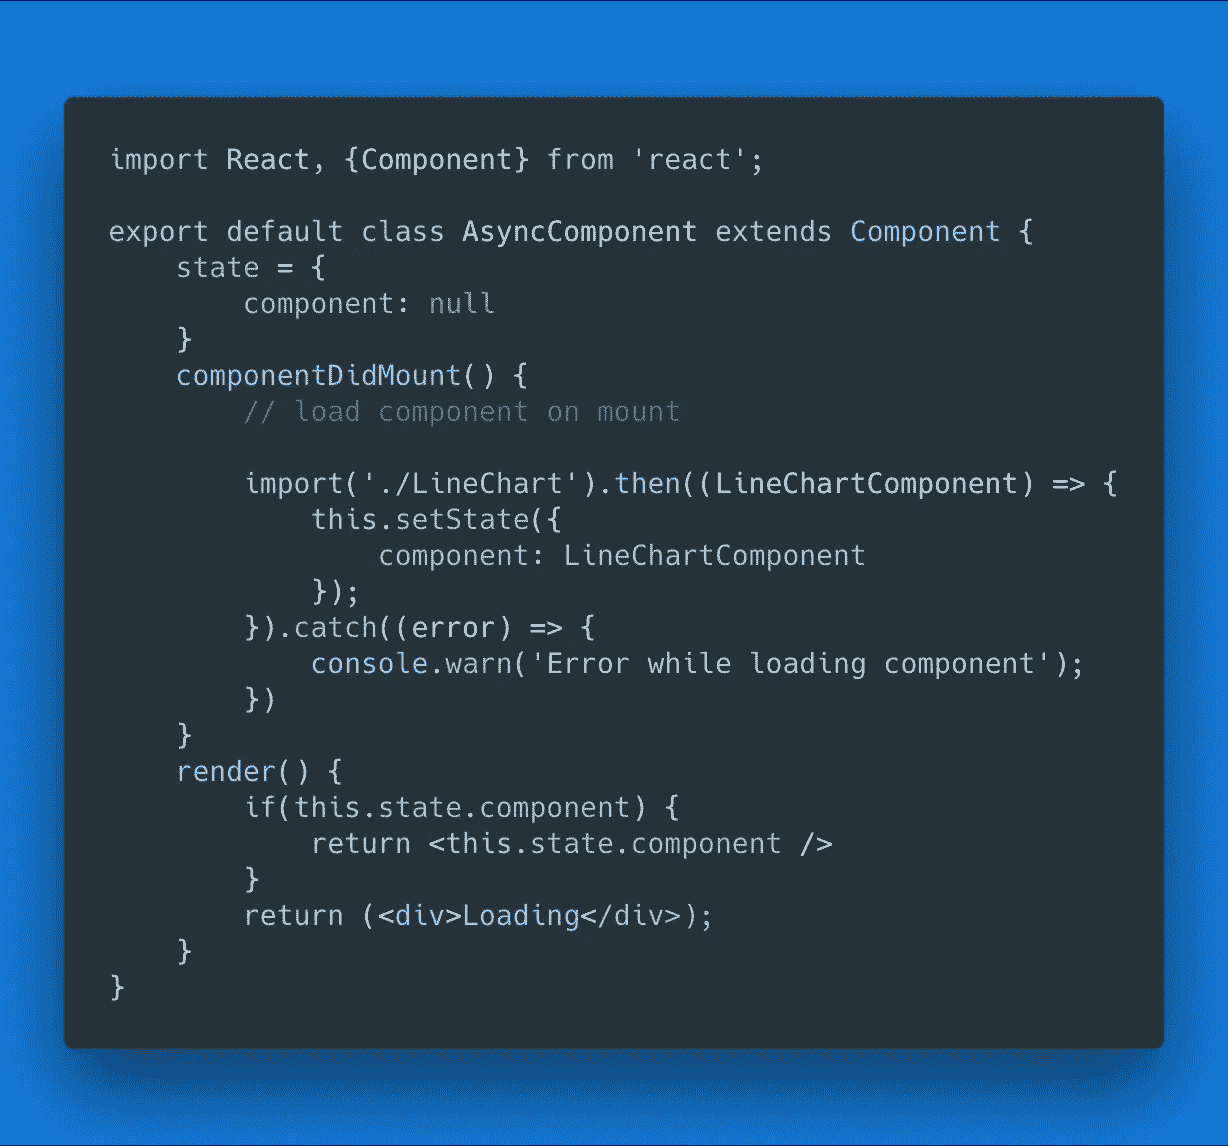 import React, {Component} from 'react';
export default class AsyncComponent extends Component {
    state = {
        component: null
    }
    componentDidMount() {
        // load component on mount
        import('./LineChart').then((LineChartComponent) => {
            this.setState({
                component: LineChartComponent
            });
        }).catch((error) => {
            console.warn('Error while loading component');
        })
    }
    render() {
        if(this.state.component) {
            return <this.state.component />
        }
        return (<div>Loading</div>);
    }
}